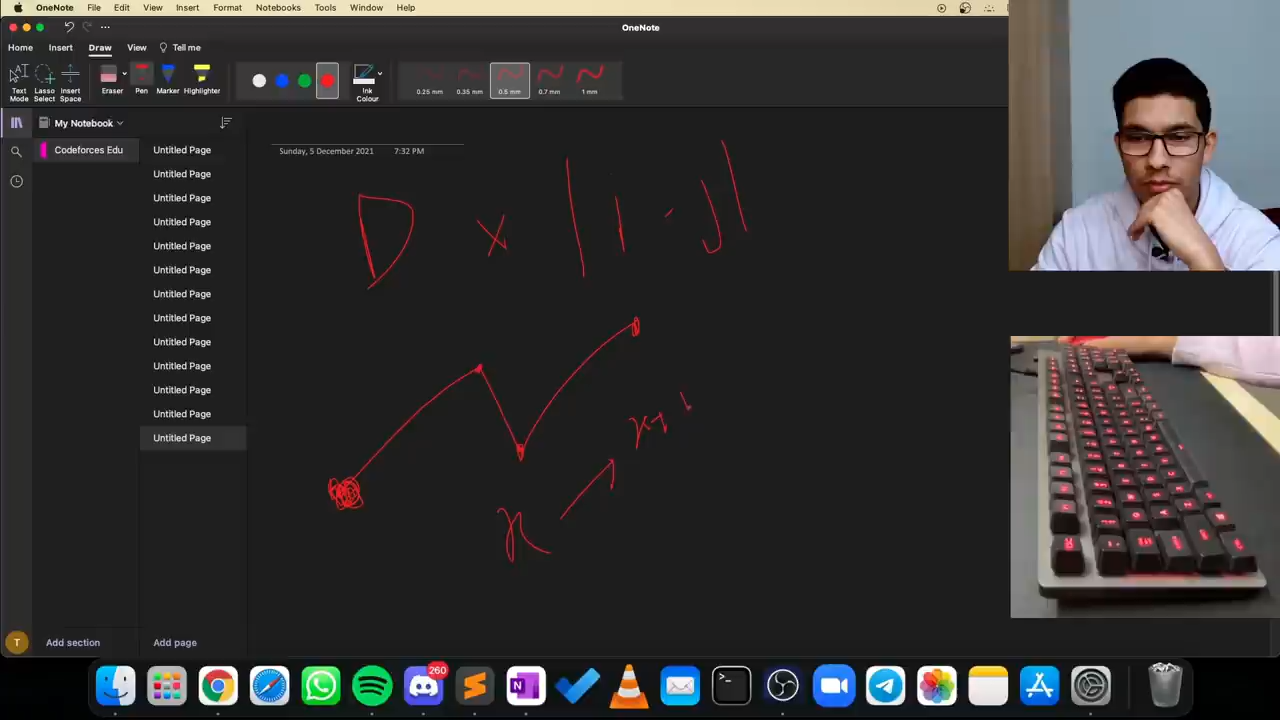 OneNote File Edit View Insert Format Notebooks Tools Window Help
OneNote
Home Insert Draw View Tell me
Text Mode
Lasso Select
Insert Space
Eraser
Pen
Marker
Highlighter
Ink Colour
0.25 mm 0.35 mm 0.5 mm 0.7 mm 1 mm
My Notebook
Codeforces Edu
Untitled Page
Untitled Page
Untitled Page
Untitled Page
Untitled Page
Untitled Page
Untitled Page
Untitled Page
Untitled Page
Untitled Page
Untitled Page
Untitled Page
Untitled Page
Sunday, 5 December 2021 7:32 PM
D x |1 - J|
x+1
x
T
Add section
Add page
260